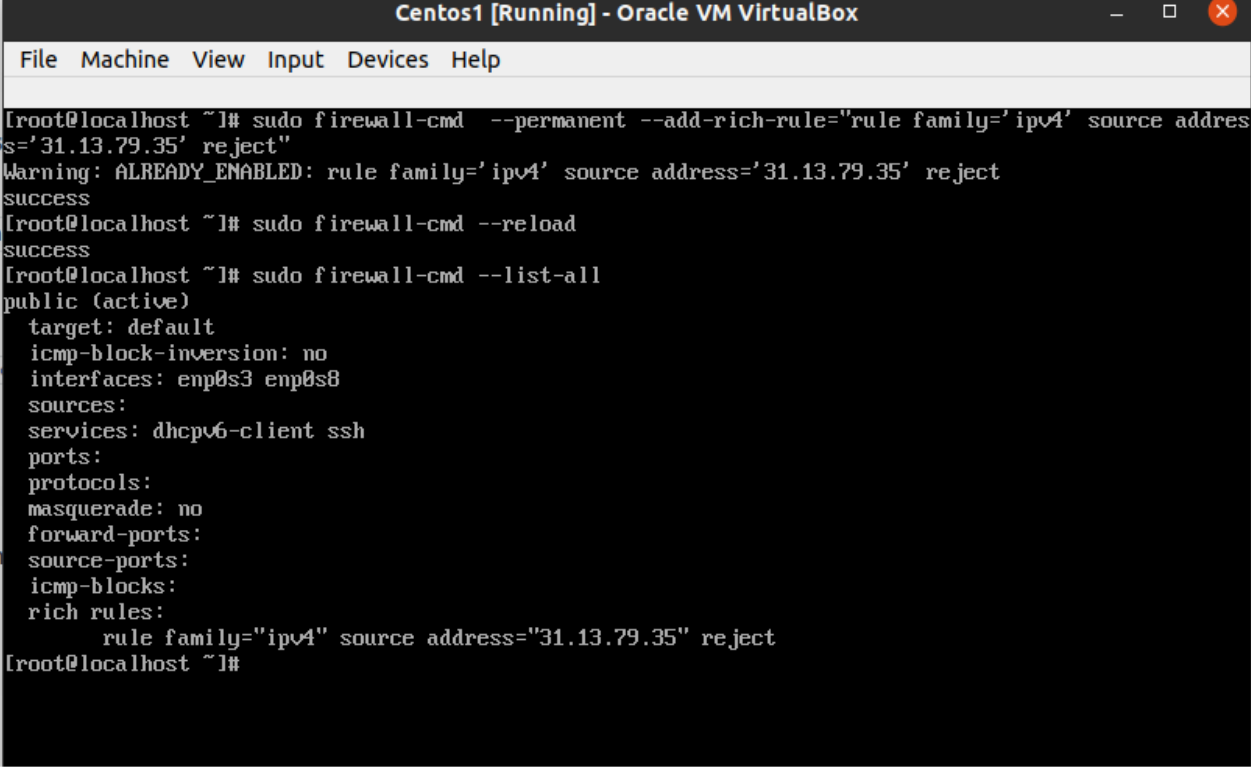 Centos1 [Running] - Oracle VM VirtualBox
File Machine View Input Devices Help
[root@localhost ~]# sudo firewall-cmd  --permanent --add-rich-rule="rule family='ipv4' source addres
s='31.13.79.35' reject"
Warning: ALREADY_ENABLED: rule family='ipv4' source address='31.13.79.35' reject
success
[root@localhost ~]# sudo firewall-cmd --reload
success
[root@localhost ~]# sudo firewall-cmd --list-all
public (active)
  target: default
  icmp-block-inversion: no
  interfaces: enp0s3 enp0s8
  sources:
  services: dhcpv6-client ssh
  ports:
  protocols:
  masquerade: no
  forward-ports:
  source-ports:
  icmp-blocks:
  rich rules:
        rule family="ipv4" source address="31.13.79.35" reject
[root@localhost ~]#